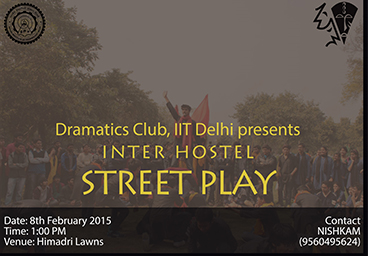 Dramatics Club, IIT Delhi presents
INTER HOSTEL
STREET PLAY
Date: 8th February 2015
Time: 1:00 PM
Venue: Himadri Lawns
Contact
NISHKAM
(9560495624)